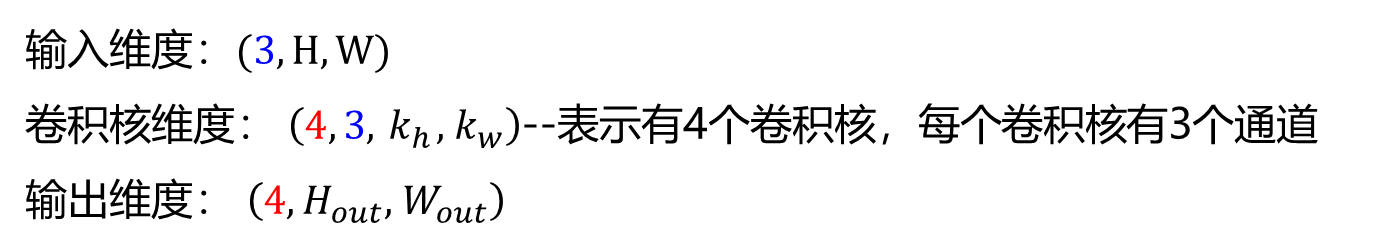 输入维度：(3, H, W)
卷积核维度： (4, 3, k_h, k_w)--表示有4个卷积核，每个卷积核有3个通道
输出维度： (4, H_out, W_out)